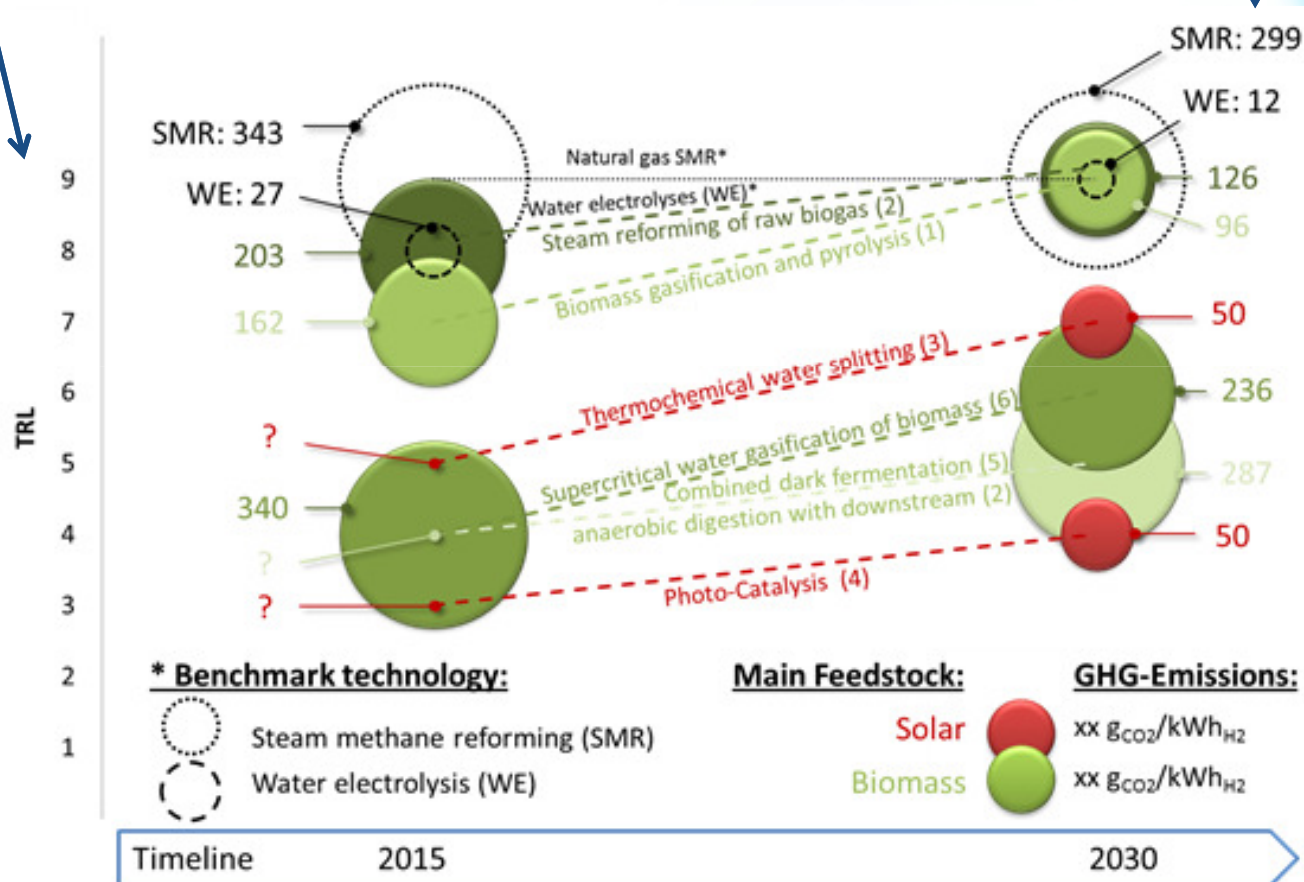 SMR: 299
WE: 12
SMR: 343
Natural gas SMR*
9
126
WE: 27
Water electrolyses (WE)*
Steam reforming of raw biogas (2)
96
8
203
Biomass gasification and pyrolysis (1)
7
162
50
Thermochemical water splitting (3)
6
236
TRL
?
5
Supercritical water gasification of biomass (6)
Combined dark fermentation (5)
287
340
anaerobic digestion with downstream (2)
4
50
?
Photo-Catalysis (4)
3
?
2
* Benchmark technology:
Main Feedstock:
GHG-Emissions:
1
Steam methane reforming (SMR)
Solar
xx gCO2/kWhH2
Water electrolysis (WE)
Biomass
xx gCO2/kWhH2
Timeline
2015
2030